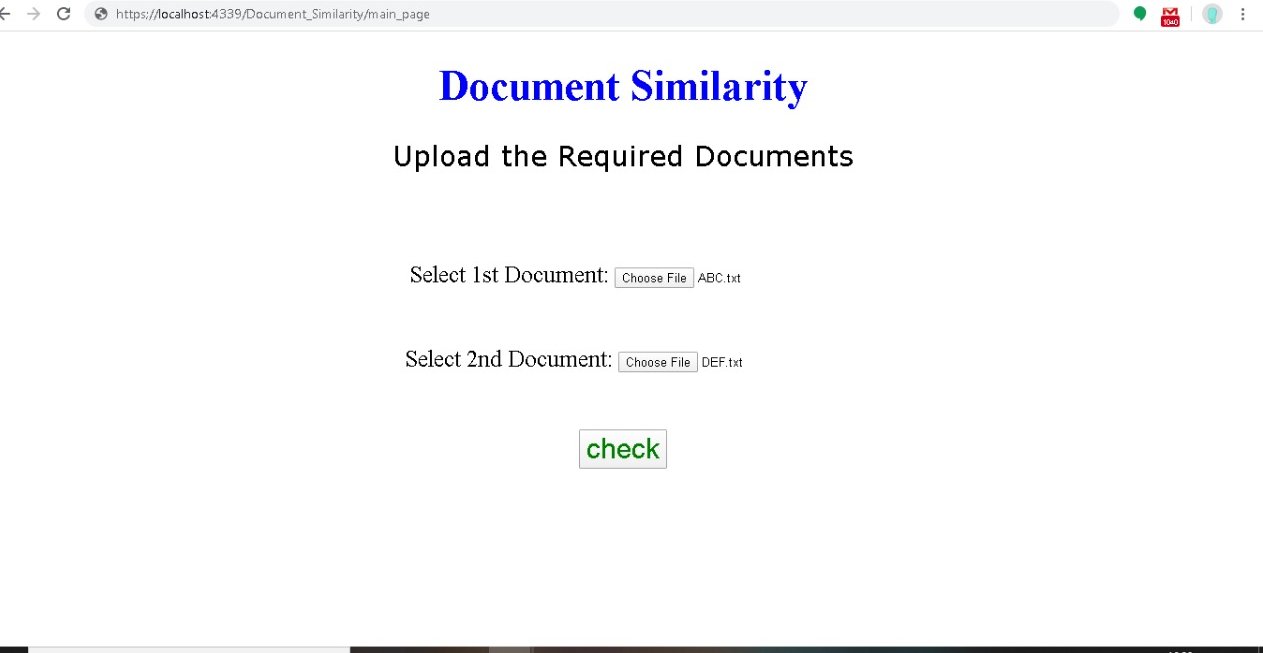 https://localhost:4339/Document_Similarity/main_page
1040
Document Similarity
Upload the Required Documents
Select 1st Document: Choose File ABC.txt
Select 2nd Document: Choose File DEF.txt
check